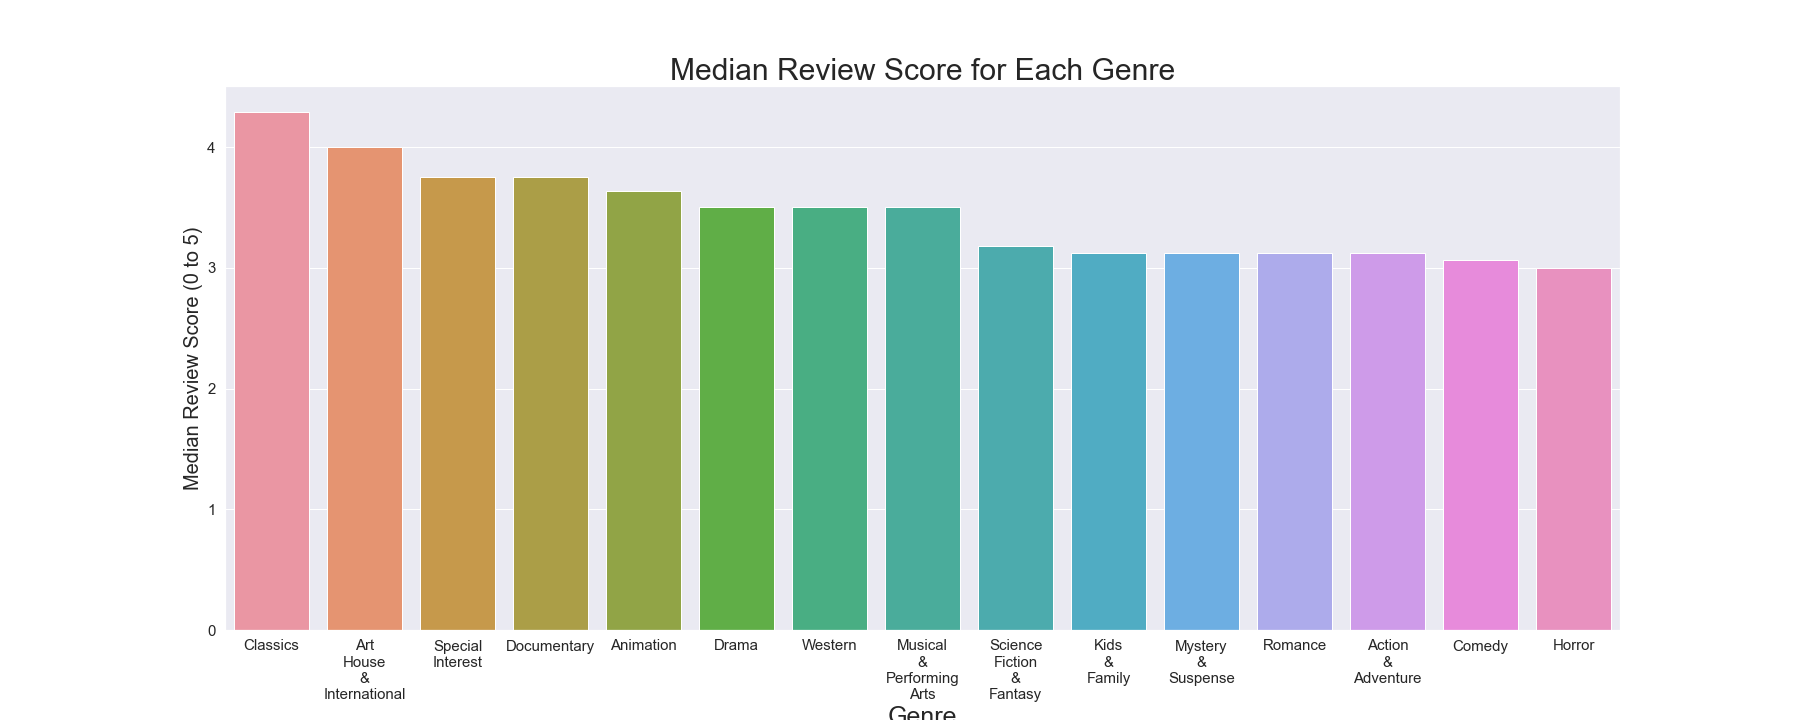 Median Review Score for Each Genre
Median Review Score (0 to 5)
4
3
2
1
0
Classics
Art
House
&
International
Special
Interest
Documentary
Animation
Drama
Western
Musical
&
Performing
Arts
Science
Fiction
&
Fantasy
Kids
&
Family
Mystery
&
Suspense
Romance
Action
&
Adventure
Comedy
Horror
Genre